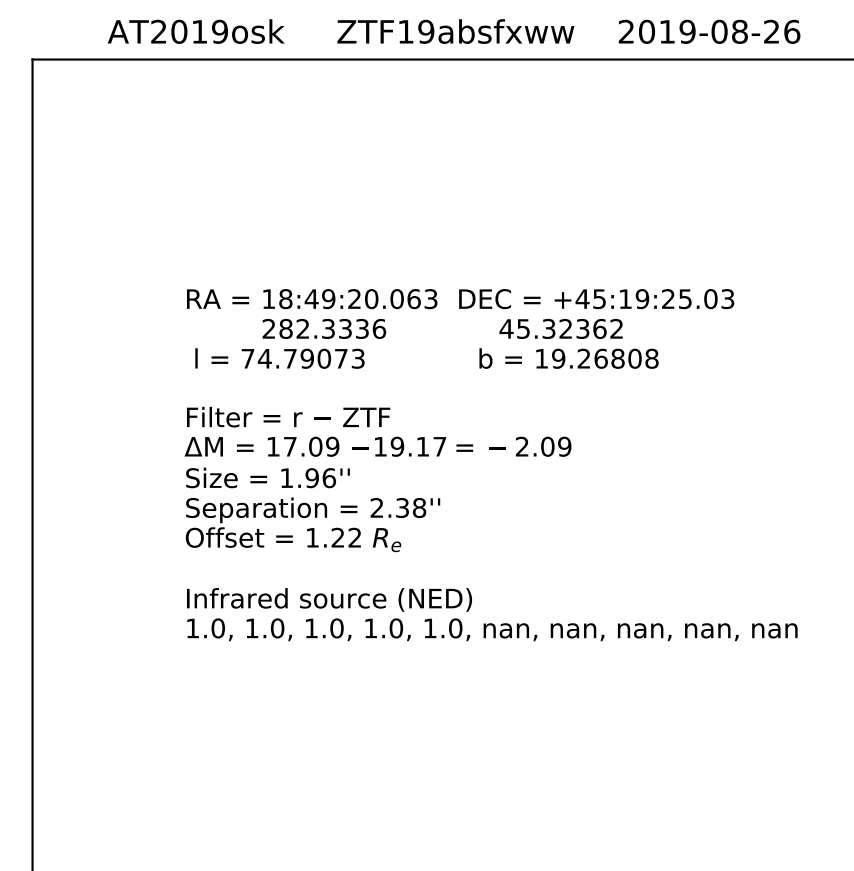 AT2019osk ZTF19absfxww 2019-08-26
RA = 18:49:20.063 DEC = +45:19:25.03
282.3336 45.32362
l = 74.79073 b = 19.26808
Filter = r − ZTF
ΔM = 17.09 −19.17 = − 2.09
Size = 1.96''
Separation = 2.38''
Offset = 1.22 Rₑ
Infrared source (NED)
1.0, 1.0, 1.0, 1.0, 1.0, nan, nan, nan, nan, nan